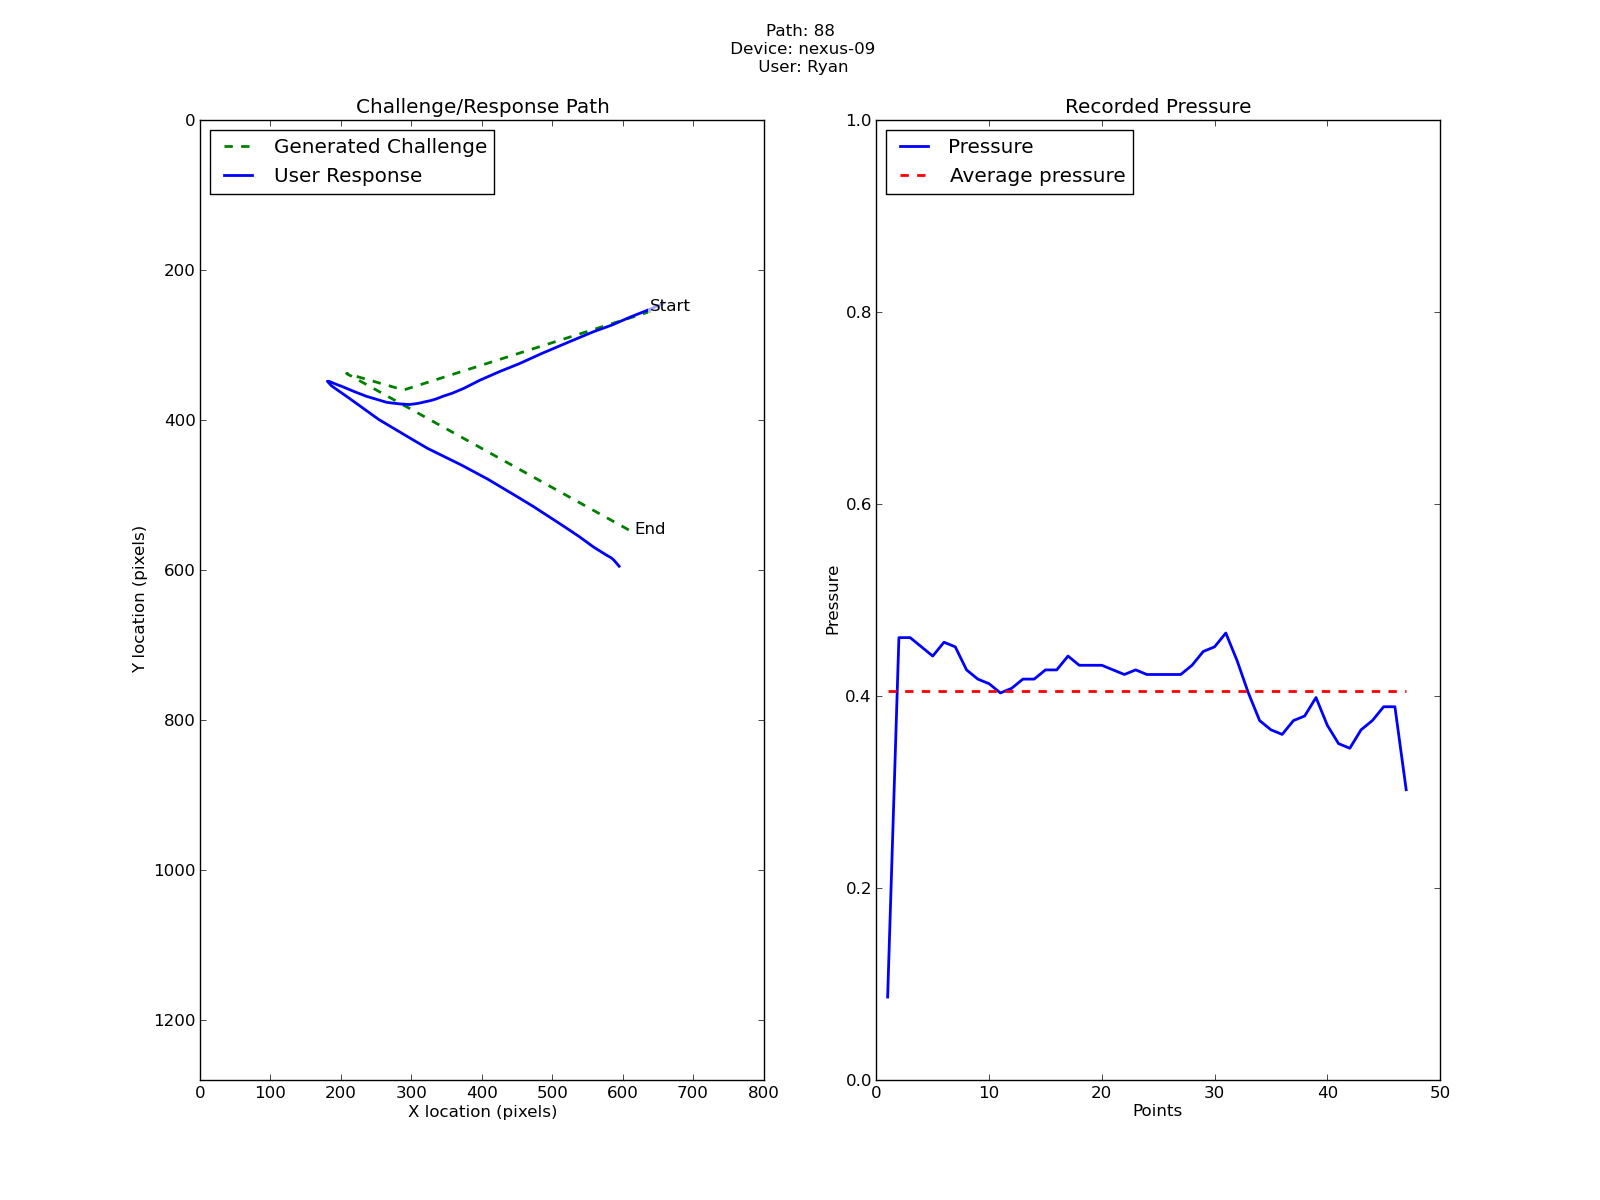 Path: 88
Device: nexus-09
User: Ryan
Challenge/Response Path
Generated Challenge
User Response
Start
End
0
200
400
600
800
1000
1200
Y location (pixels)
0 100 200 300 400 500 600 700 800
X location (pixels)
Recorded Pressure
Pressure
Average pressure
1.0
0.8
0.6
0.4
0.2
0.0
Pressure
0 10 20 30 40 50
Points